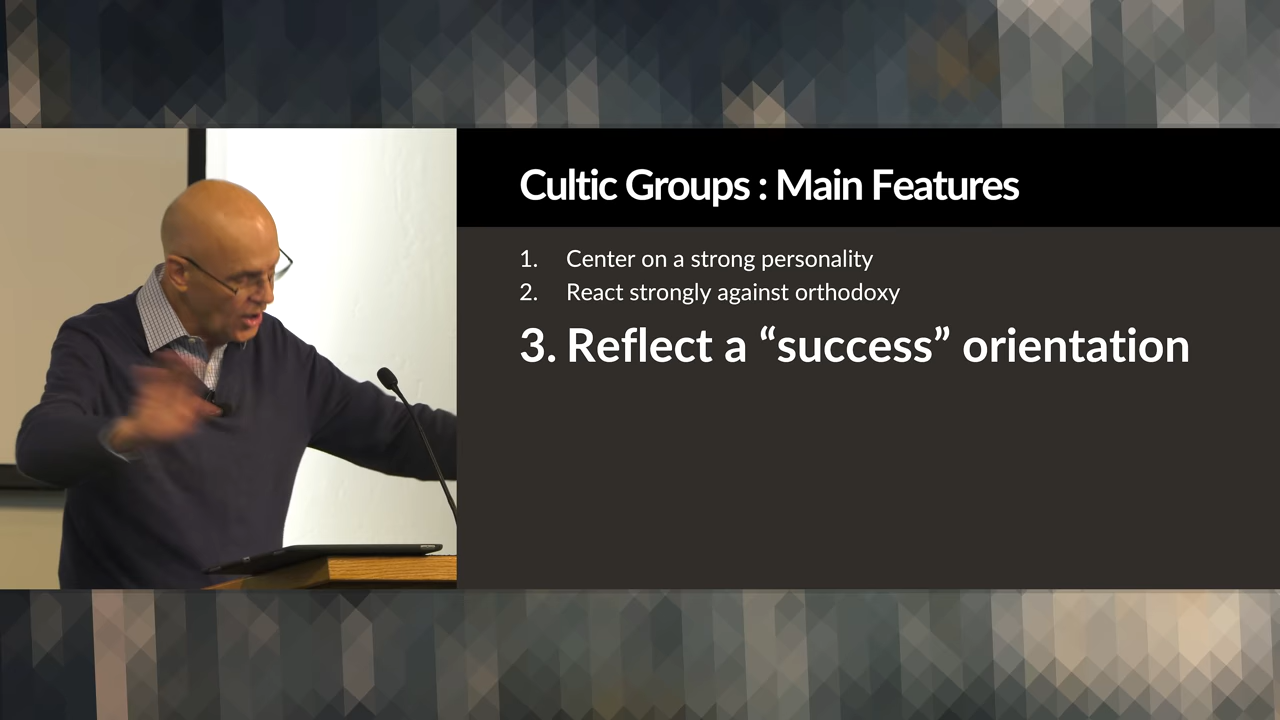 Cultic Groups : Main Features
1. Center on a strong personality
2. React strongly against orthodoxy
3. Reflect a “success” orientation